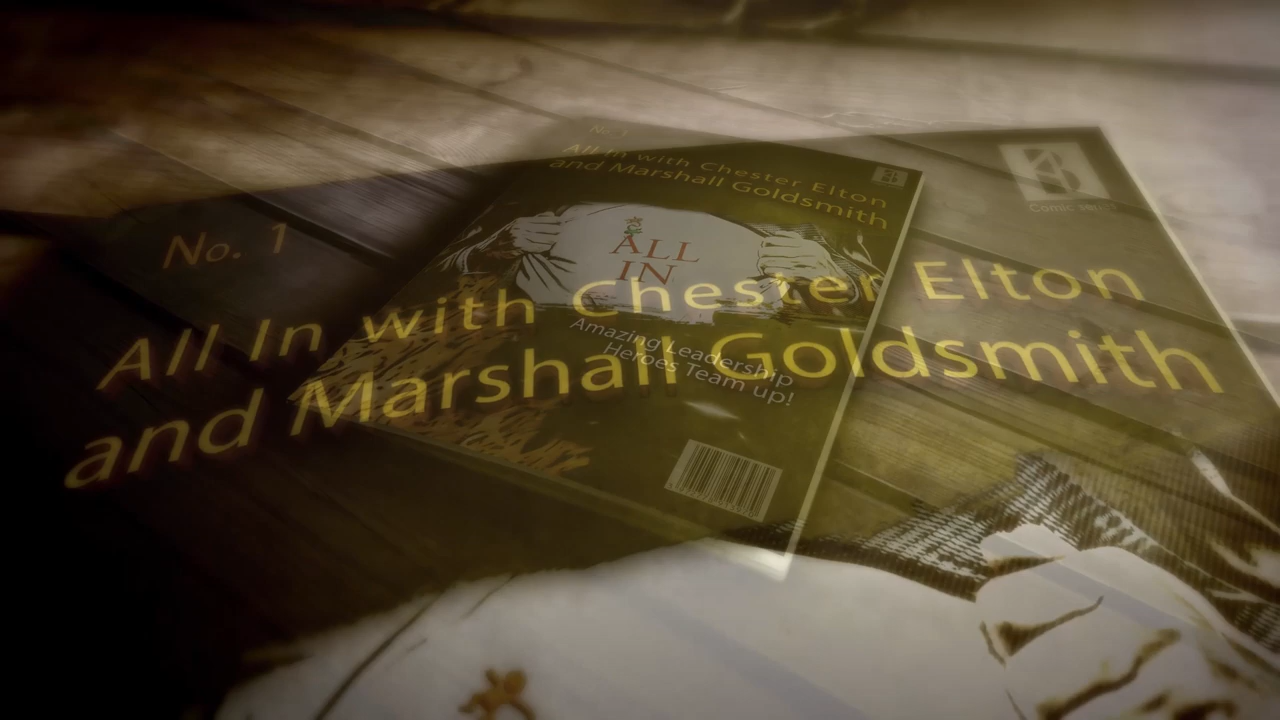 No. 1
All In with Chester Elton
and Marshall Goldsmith
ALL
IN
Amazing Leadership
Heroes Team up!
No. 1
All In with Chester Elton
and Marshall Goldsmith
Comic series